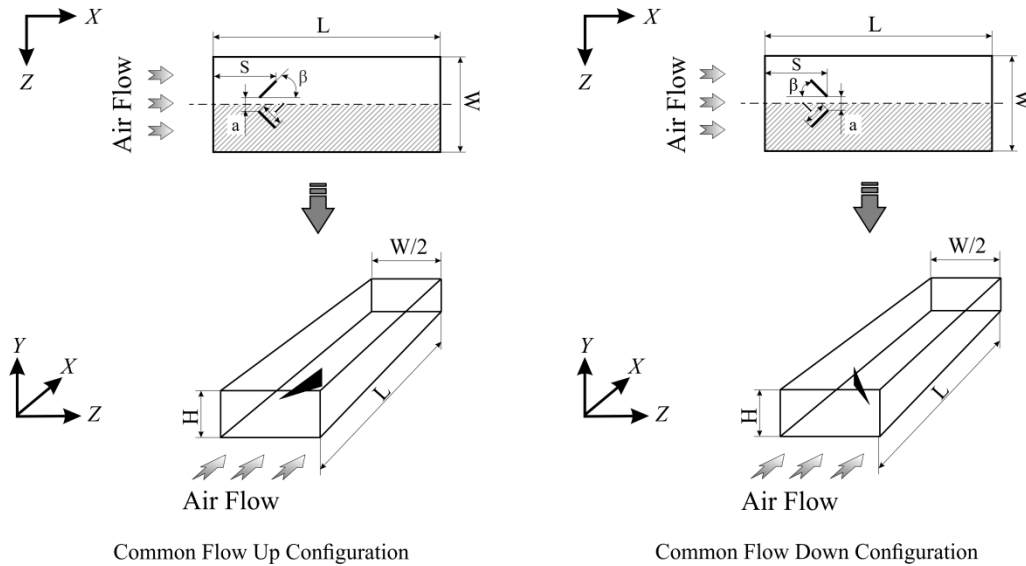 X
Z
Air Flow
L
S
β
a
l
W
W/2
Y
X
Z
H
L
Air Flow
Common Flow Up Configuration
X
Z
Air Flow
L
S
β
l
a
W
W/2
Y
X
Z
H
L
Air Flow
Common Flow Down Configuration